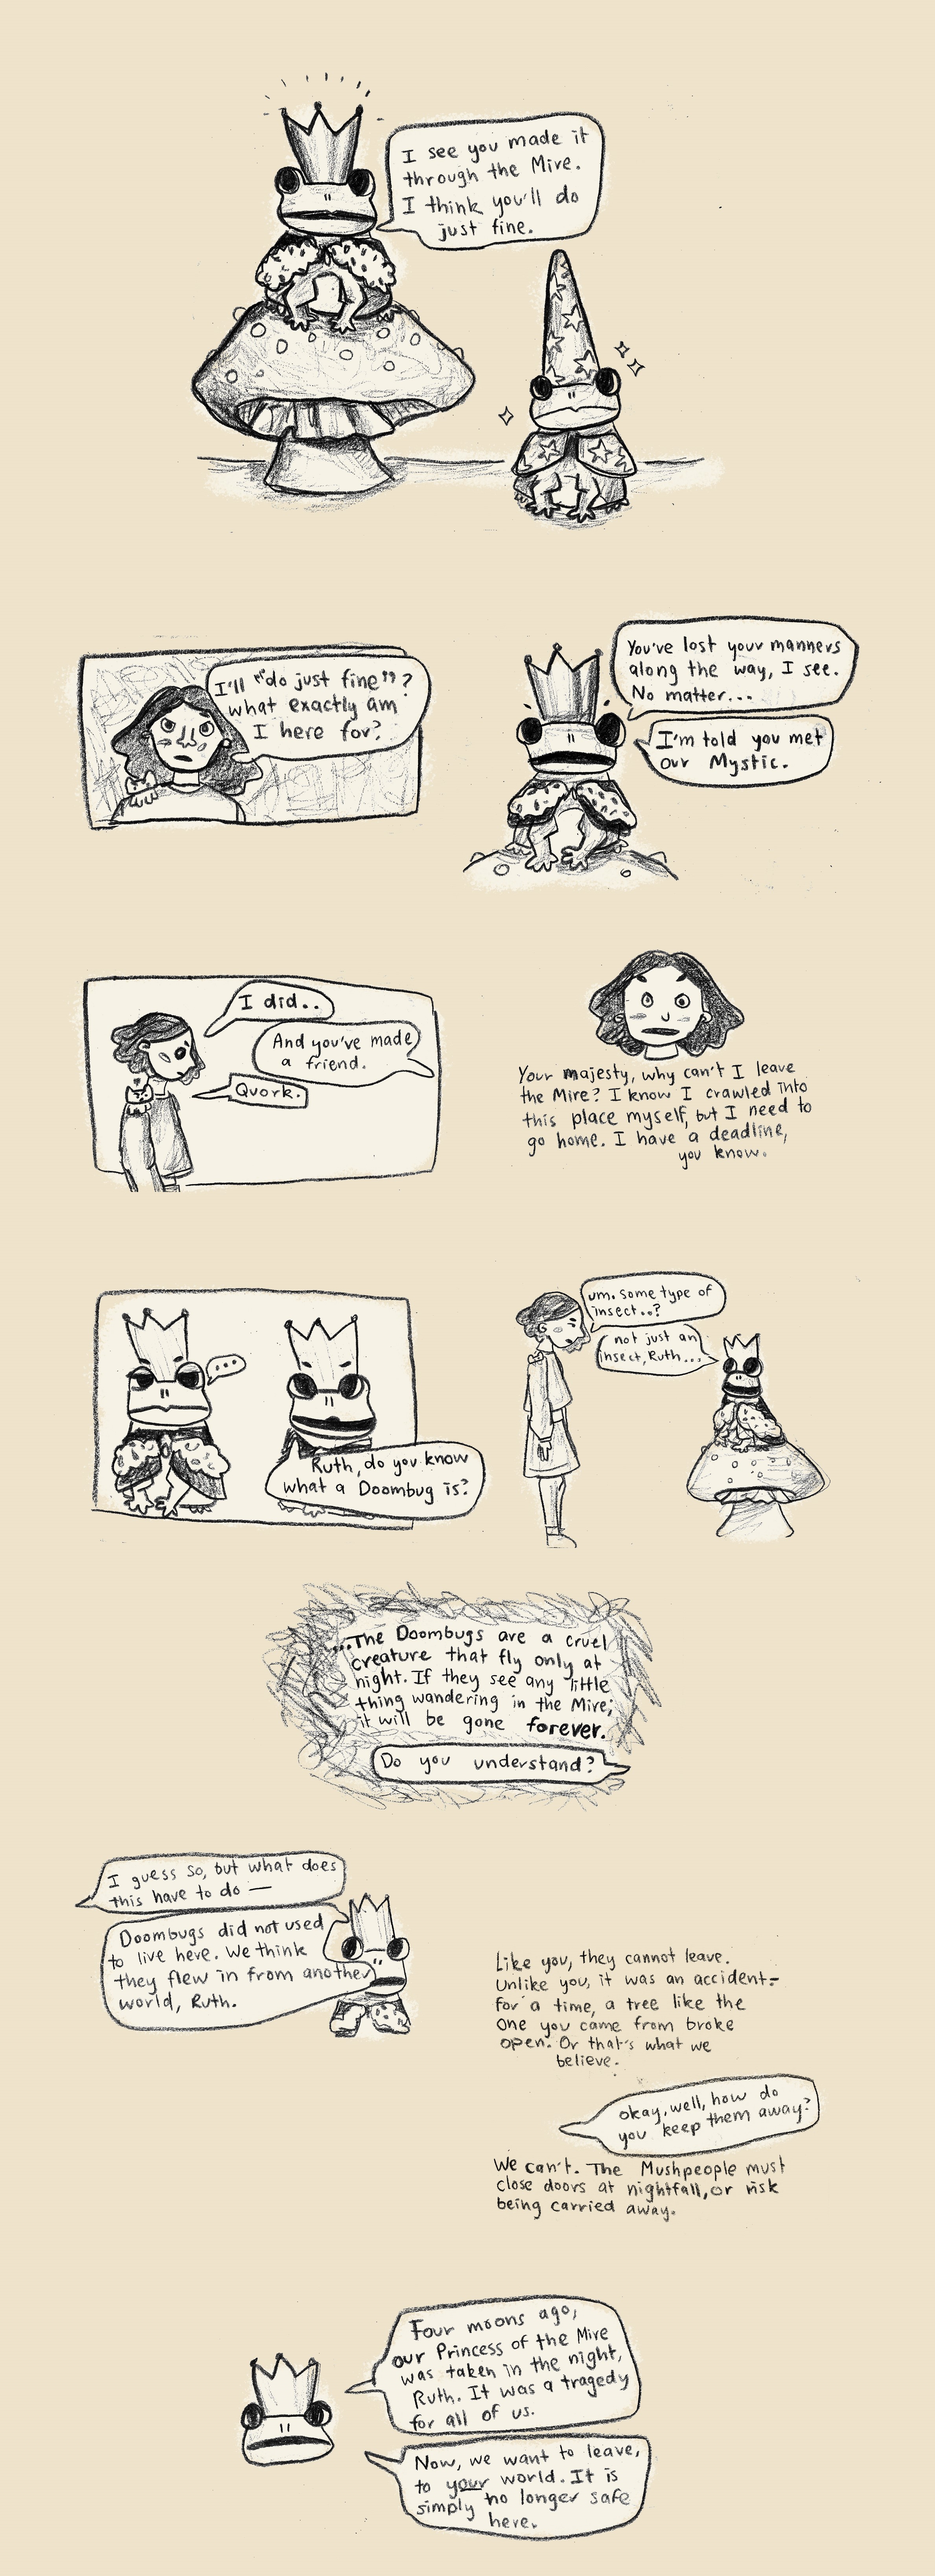 I see you made it
through the Mire.
I think you'll do
just fine.
I'll "do just fine"?
what exactly am
I here for?
You've lost your manners
along the way, I see.
No matter...
I'm told you met
our Mystic.
I did..
And you've made
a friend.
Quork.
Your majesty, why can't I leave
the Mire? I know I crawled into
this place myself, but I need to
go home. I have a deadline,
you know.
...
Ruth, do you know
what a Doombug is?
um. some type of
insect..?
not just an
insect, Ruth...
...The Doombugs are a cruel
creature that fly only at
night. If they see any little
thing wandering in the Mire,
it will be gone forever.
Do you understand?
I guess so, but what does
this have to do —
Doombugs did not used
to live here. We think
they flew in from another
world, Ruth.
Like you, they cannot leave.
Unlike you, it was an accident-
for a time, a tree like the
one you came from broke
open. Or that's what we
believe.
okay, well, how do
you keep them away?
We can't. The Mushpeople must
close doors at nightfall, or risk
being carried away.
Four moons ago,
our Princess of the Mire
was taken in the night,
Ruth. It was a tragedy
for all of us.
Now, we want to leave,
to your world. It is
simply no longer safe
here.